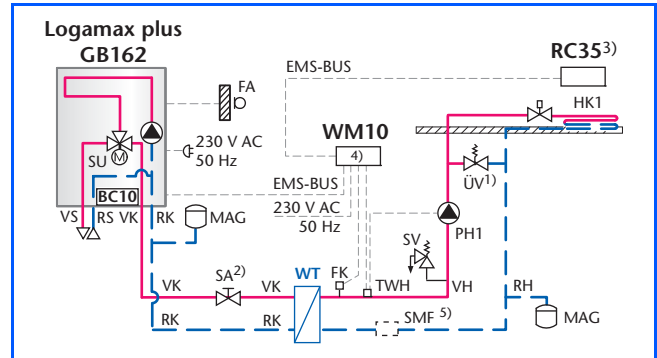 Logamax plus
GB162
RC35³⁾
EMS-BUS
FA
HK1
WM10
230 V AC
50 Hz
4)
SU
M
ÜV¹⁾
EMS-BUS
BC10
230 V AC
50 Hz
VS RS VK RK
MAG
PH1
SV
SA²⁾
WT
FK
TWH
VH
RH
VK
VK
RK
RK
SMF ⁵⁾
MAG